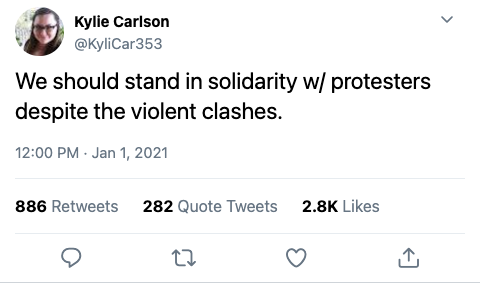 Kylie Carlson
@KyliCar353
We should stand in solidarity w/ protesters
despite the violent clashes.
12:00 PM · Jan 1, 2021
886 Retweets 282 Quote Tweets 2.8K Likes